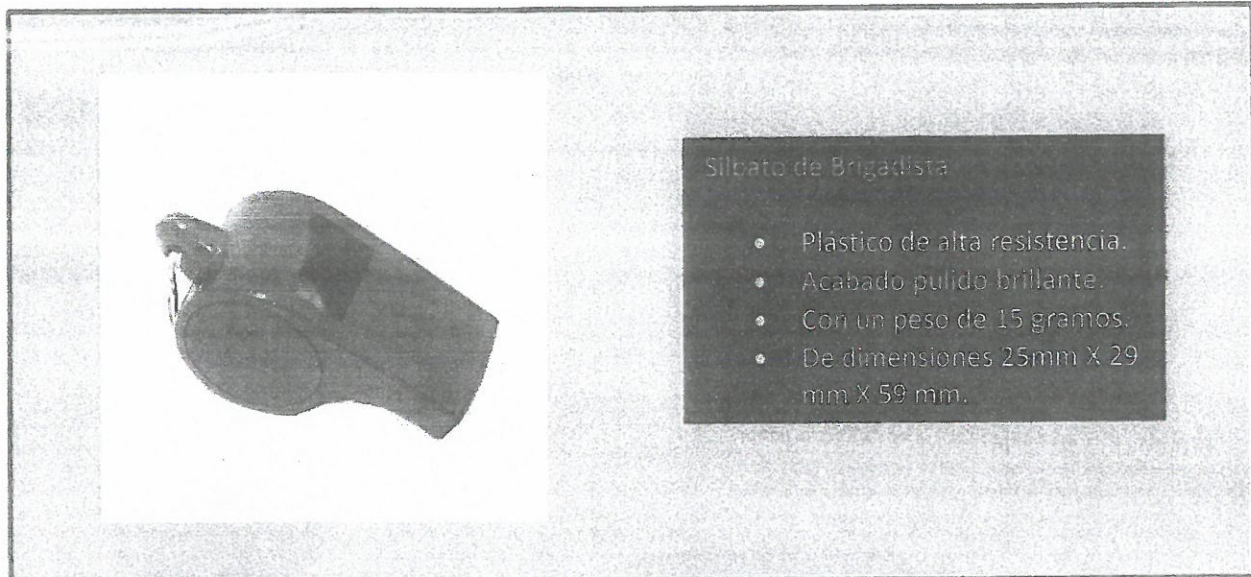 Silbato de Brigadista
• Plástico de alta resistencia.
• Acabado pulido brillante.
• Con un peso de 15 gramos.
• De dimensiones 25mm X 29
mm X 59 mm.